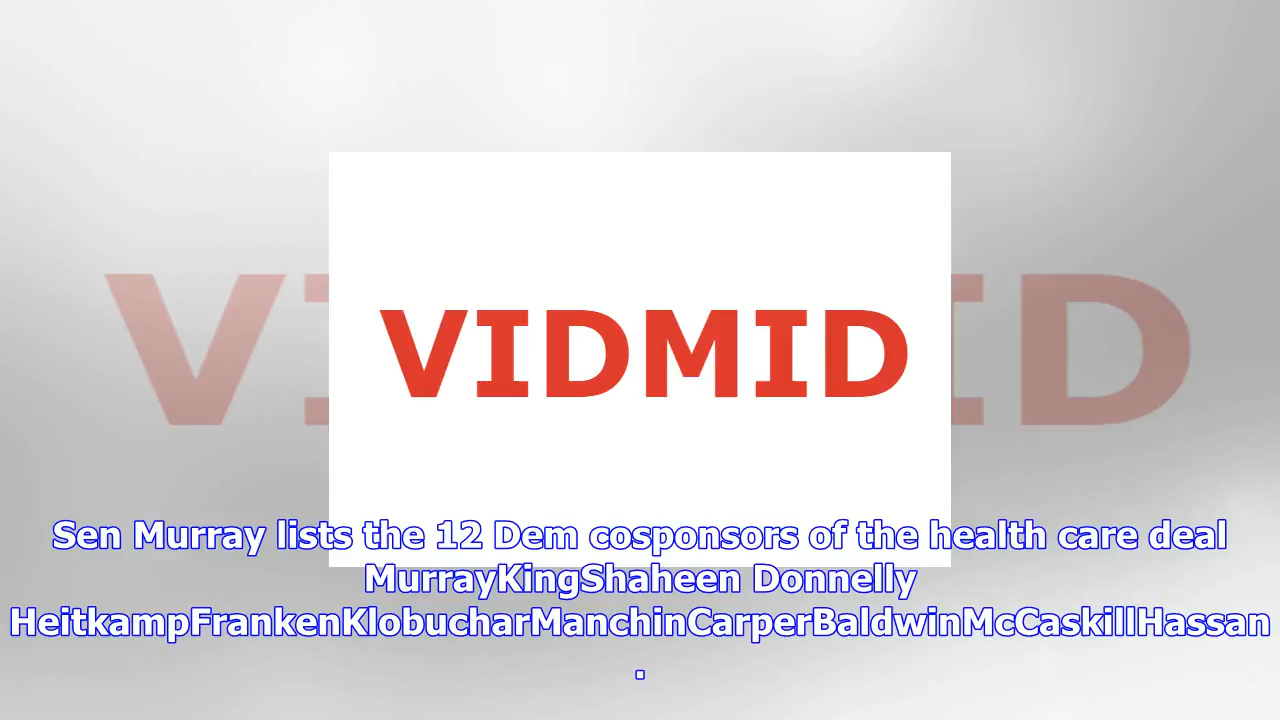 VIDMID
Sen Murray lists the 12 Dem cosponsors of the health care deal
MurrayKingShaheen Donnelly
HeitkampFrankenKlobucharManchinCarperBaldwinMcCaskillHassan
.